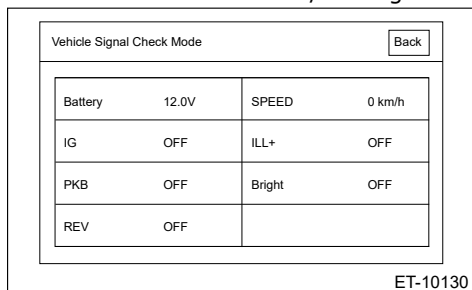 Vehicle Signal Check Mode Back
Battery 12.0V SPEED 0 km/h
IG OFF ILL+ OFF
PKB OFF Bright OFF
REV OFF
ET-10130